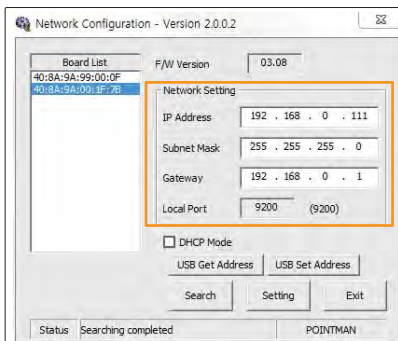 Network Configuration - Version 2.0.0.2
Board List
40:8A:9A:99:00:0F
40:8A:9A:00:1F:7B
F/W Version 03.08
Network Setting
IP Address 192 . 168 . 0 . 111
Subnet Mask 255 . 255 . 255 . 0
Gateway 192 . 168 . 0 . 1
Local Port 9200 (9200)
DHCP Mode
USB Get Address USB Set Address
Search Setting Exit
Status Searching completed POINTMAN